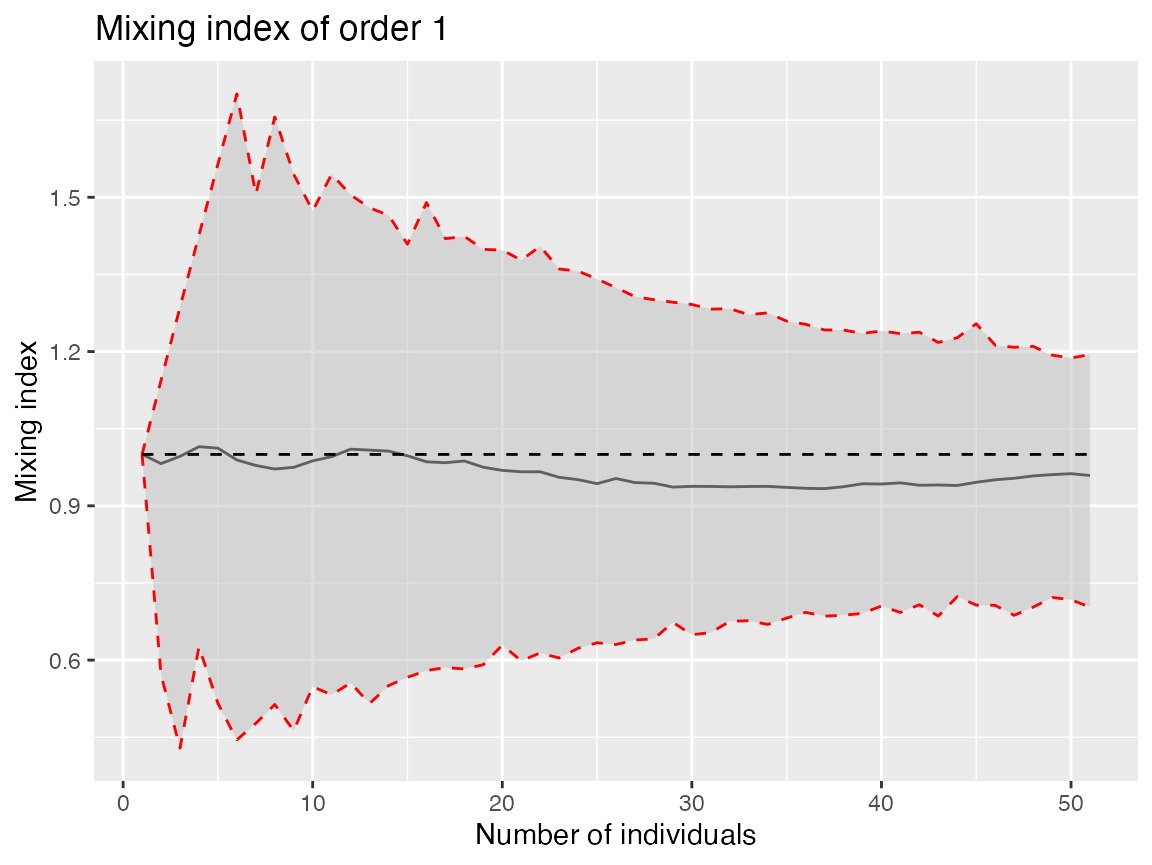 Mixing index of order 1
Mixing index
1.5
1.2
0.9
0.6
0 10 20 30 40 50
Number of individuals